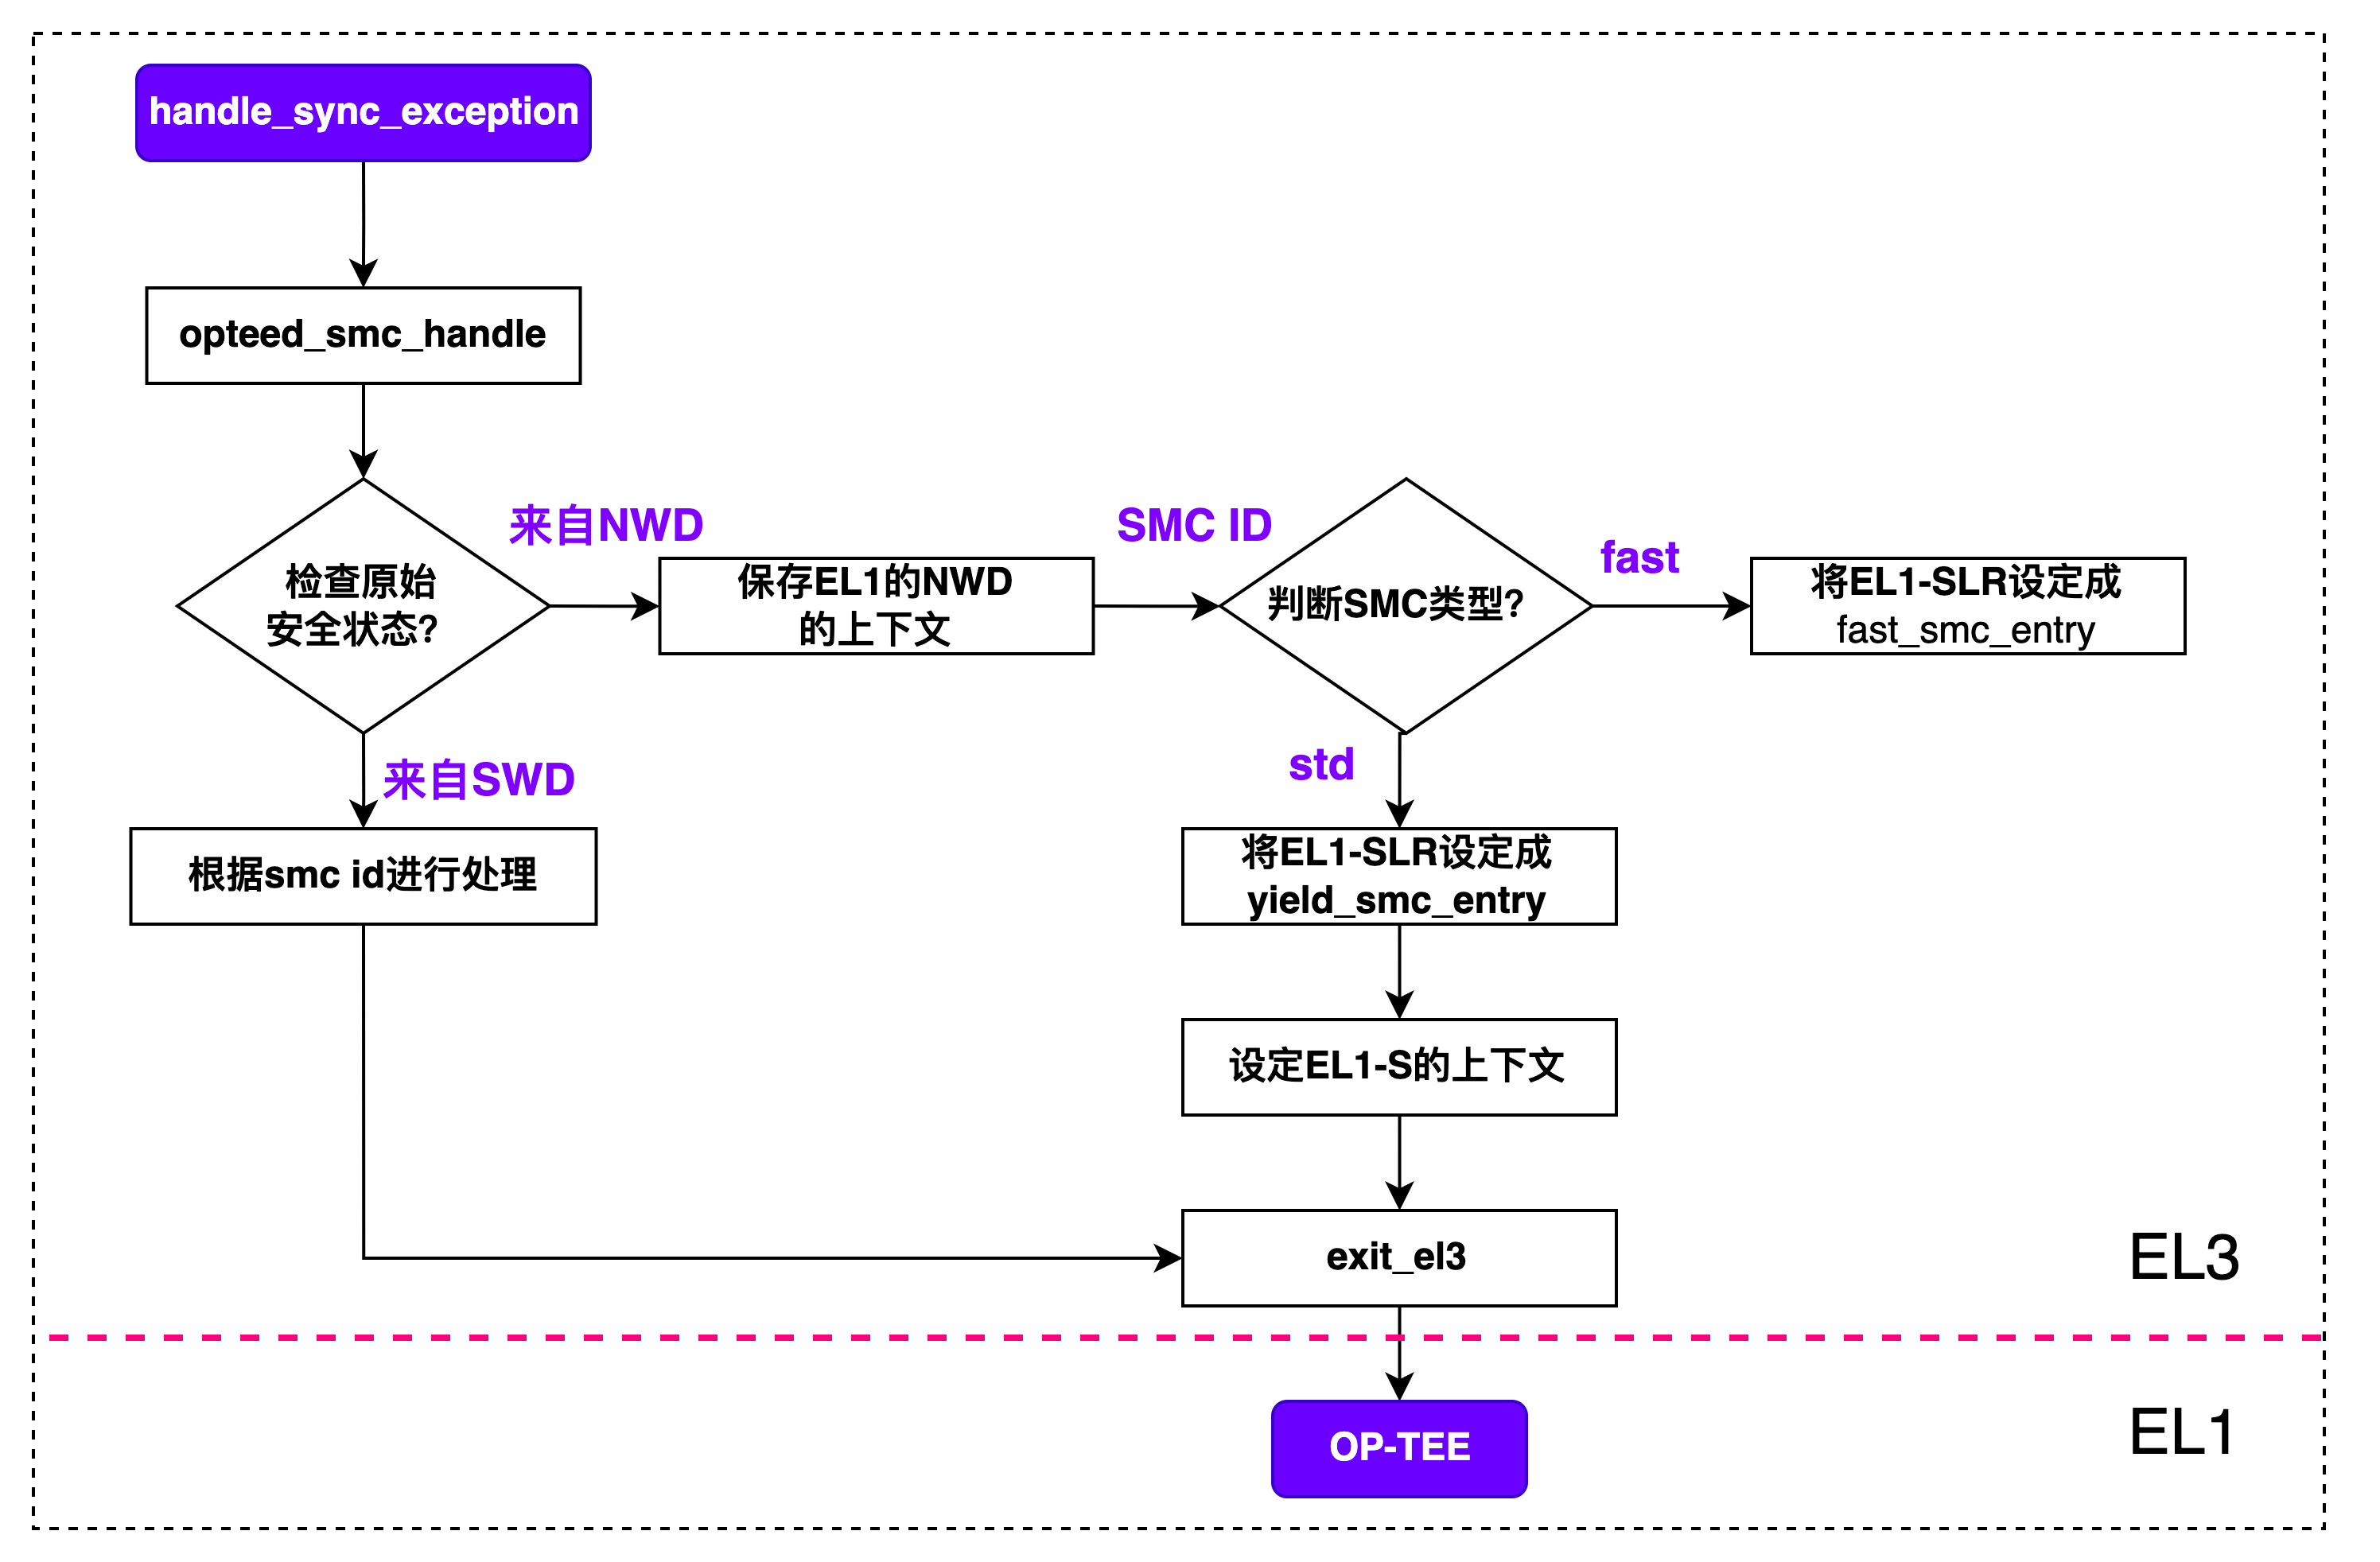 handle_sync_exception
opteed_smc_handle
检查原始
安全状态?
来自NWD
保存EL1的NWD
的上下文
SMC ID
判断SMC类型?
fast
将EL1-SLR设定成
fast_smc_entry
来自SWD
根据smc id进行处理
std
将EL1-SLR设定成
yield_smc_entry
设定EL1-S的上下文
exit_el3
EL3
EL1
OP-TEE